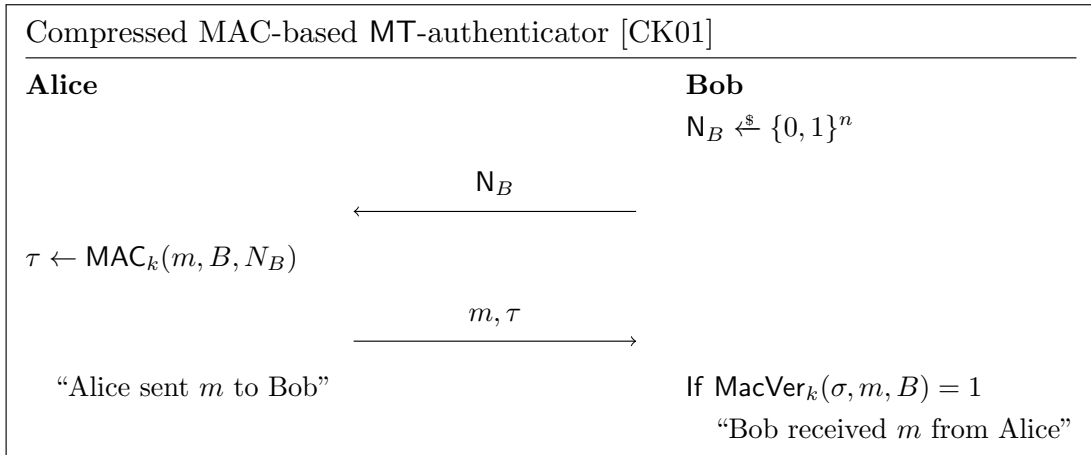 Compressed MAC-based MT-authenticator [CK01]
Alice Bob
N_B ←$ {0, 1}^n
N_B
τ ← MAC_k(m, B, N_B)
m, τ
“Alice sent m to Bob” If MacVer_k(σ, m, B) = 1
“Bob received m from Alice”